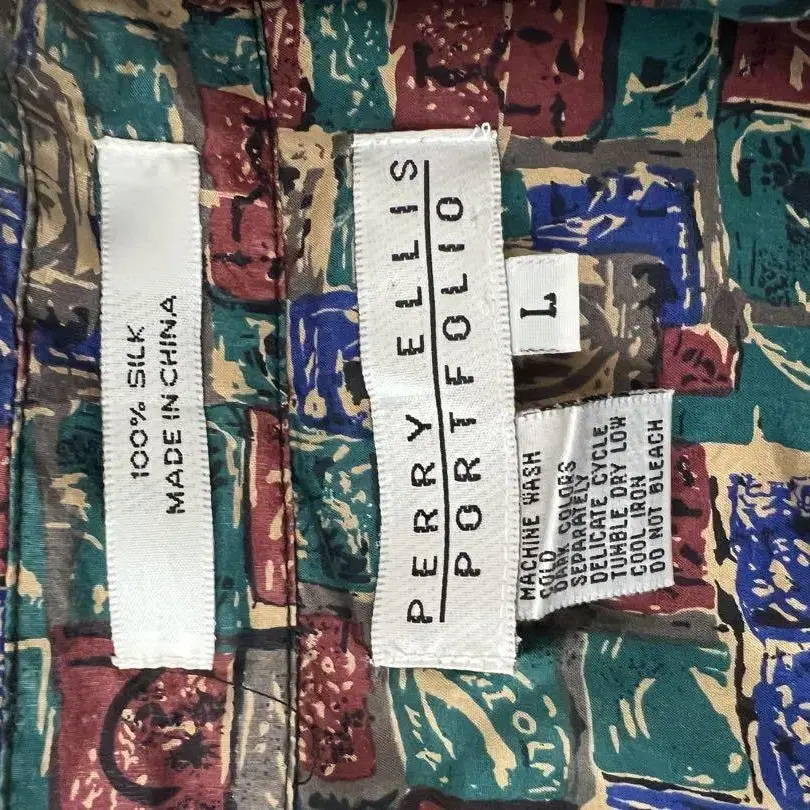 100% SILK
MADE IN CHINA
PERRY ELLIS
PORTFOLIO
L
MACHINE WASH
COLD
DARK COLORS
SEPARATELY
DELICATE CYCLE
TUMBLE DRY LOW
COOL IRON
DO NOT BLEACH